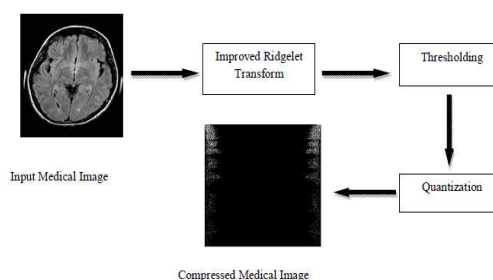 Improved Ridgelet
Transform
Thresholding
Input Medical Image
Quantization
Compressed Medical Image